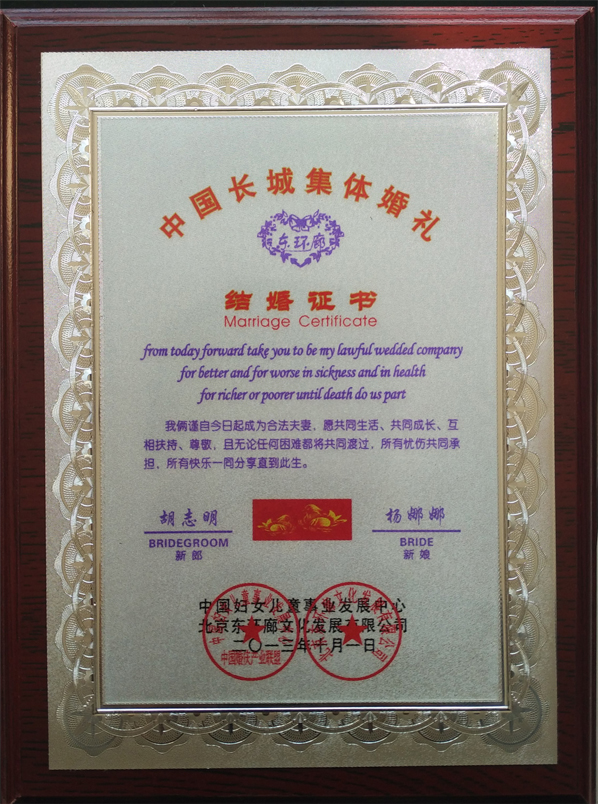 中国长城集体婚礼
东环廊
结婚证书
Marriage Certificate
from today forward take you to be my lawful wedded company
for better and for worse in sickness and in health
for richer or poorer until death do us part
我俩谨自今日起成为合法夫妻，愿共同生活、共同成长、互
相扶持、尊敬，且无论任何困难都将共同渡过，所有忧伤共同承
担，所有快乐一同分享直到此生。
胡志明
BRIDEGROOM
新郎
杨娜娜
BRIDE
新娘
中国妇女儿童事业发展中心
北京东环廊文化发展有限公司
二〇一三年十月一日
中国婚庆产业联盟